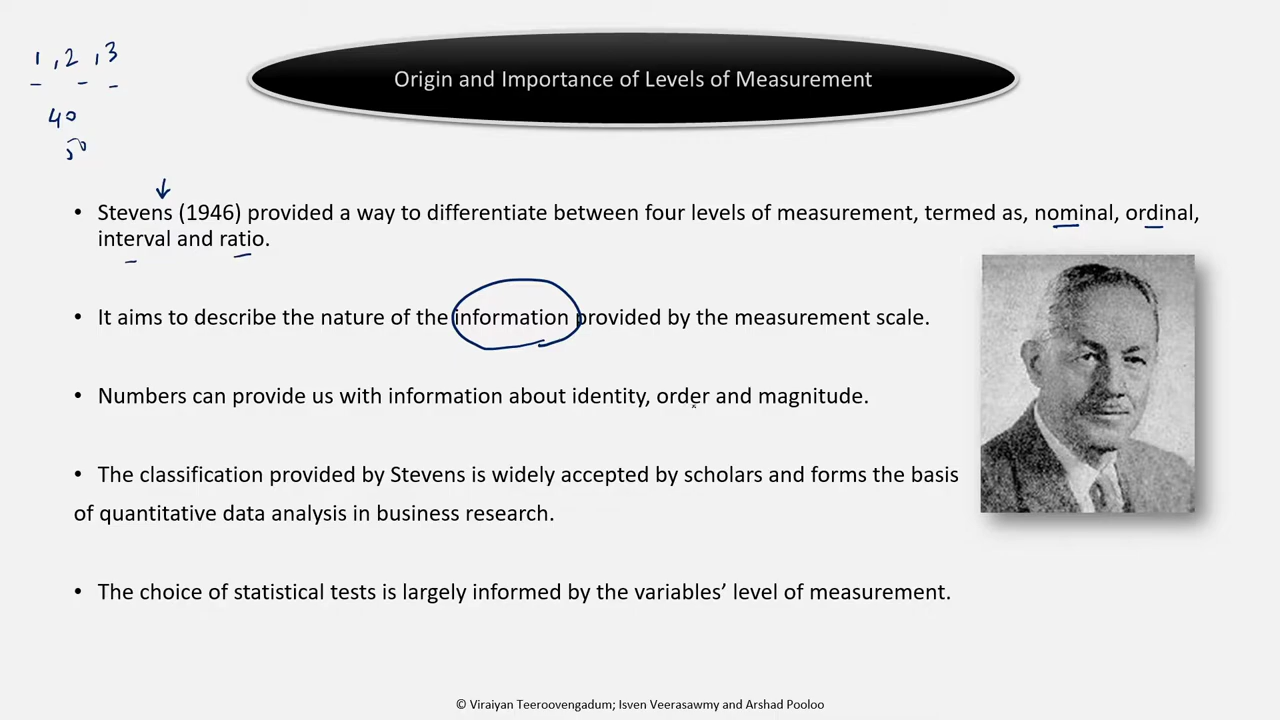 1, 2, 3
40
50
Origin and Importance of Levels of Measurement
• Stevens (1946) provided a way to differentiate between four levels of measurement, termed as, nominal, ordinal,
interval and ratio.
• It aims to describe the nature of the information provided by the measurement scale.
• Numbers can provide us with information about identity, order and magnitude.
• The classification provided by Stevens is widely accepted by scholars and forms the basis
of quantitative data analysis in business research.
• The choice of statistical tests is largely informed by the variables’ level of measurement.
© Viraiyan Teeroovengadum; Isven Veerasawmy and Arshad Pooloo